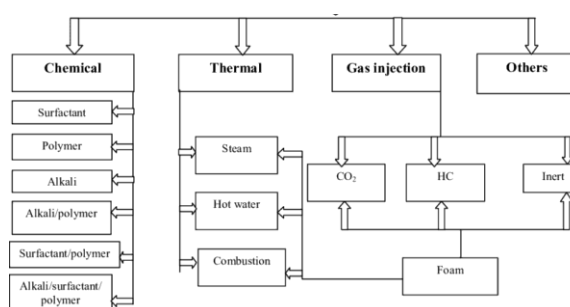 Chemical
Thermal
Gas injection
Others
Surfactant
Polymer
Alkali
Alkali/polymer
Surfactant/polymer
Alkali/surfactant/
polymer
Steam
Hot water
Combustion
CO₂
HC
Inert
Foam